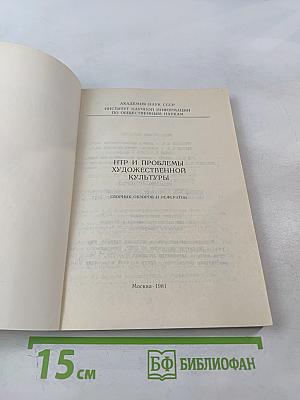 АКАДЕМИЯ НАУК СССР
ИНСТИТУТ НАУЧНОЙ ИНФОРМАЦИИ
ПО ОБЩЕСТВЕННЫМ НАУКАМ
НТР И ПРОБЛЕМЫ
ХУДОЖЕСТВЕННОЙ
КУЛЬТУРЫ
СБОРНИК ОБЗОРОВ И РЕФЕРАТОВ
Москва - 1981
15 см
БФ БИБЛИОФАН